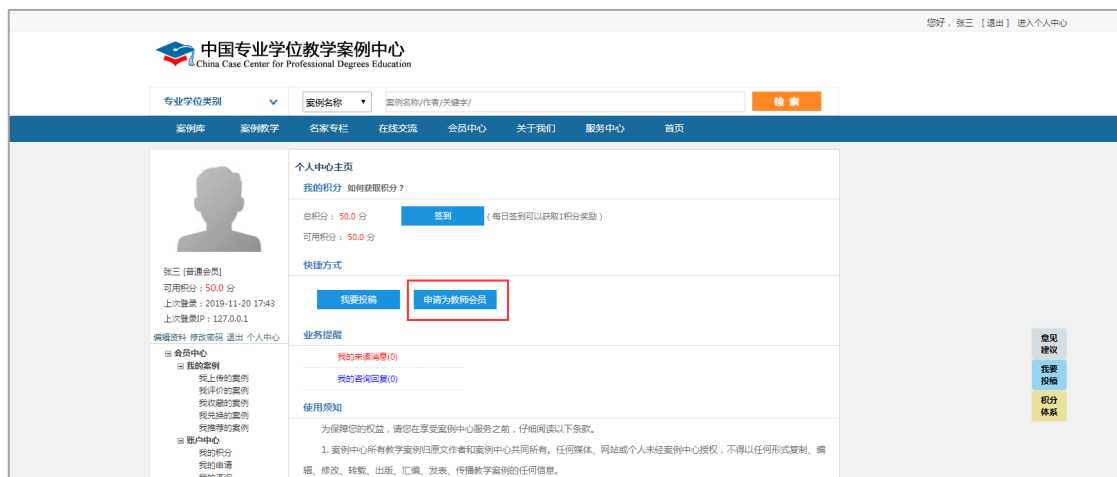 您好，张三 [退出] 进入个人中心
中国专业学位教学案例中心
China Case Center for Professional Degrees Education
专业学位类别
案例名称
案例名称/作者/关键字/
检 索
案例库 案例教学 名家专栏 在线交流 会员中心 关于我们 服务中心 首页
张三 [普通会员]
可用积分：50.0 分
上次登录：2019-11-20 17:43
上次登录IP：127.0.0.1
编辑资料 修改密码 退出 个人中心
会员中心
我的案例
我上传的案例
我评价的案例
我收藏的案例
我兑换的案例
我推荐的案例
账户中心
我的积分
我的申请
我的咨询
个人中心主页
我的积分 如何获取积分？
总积分：50.0 分 签到 （每日签到可以获取1积分奖励）
可用积分：50.0 分
快捷方式
我要投稿 申请为教师会员
业务提醒
我的未读消息(0)
我的咨询回复(0)
使用须知
为保障您的权益，请您在享受案例中心服务之前，仔细阅读以下条款。
1. 案例中心所有教学案例归原文作者和案例中心共同所有。任何媒体、网站或个人未经案例中心授权，不得以任何形式复制、编
辑、修改、转载、出版、汇编、发表、传播教学案例的任何信息。
意见
建议
我要
投稿
积分
体系